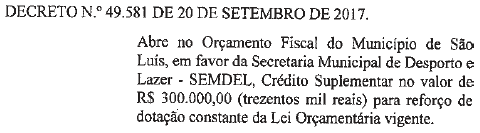 DECRETO N.º 49.581 DE 20 DE SETEMBRO DE 2017.
Abre no Orçamento Fiscal do Município de São
Luís, em favor da Secretaria Municipal de Desporto e
Lazer - SEMDEL, Crédito Suplementar no valor de
R$ 300.000,00 (trezentos mil reais) para reforço de
dotação constante da Lei Orçamentária vigente.